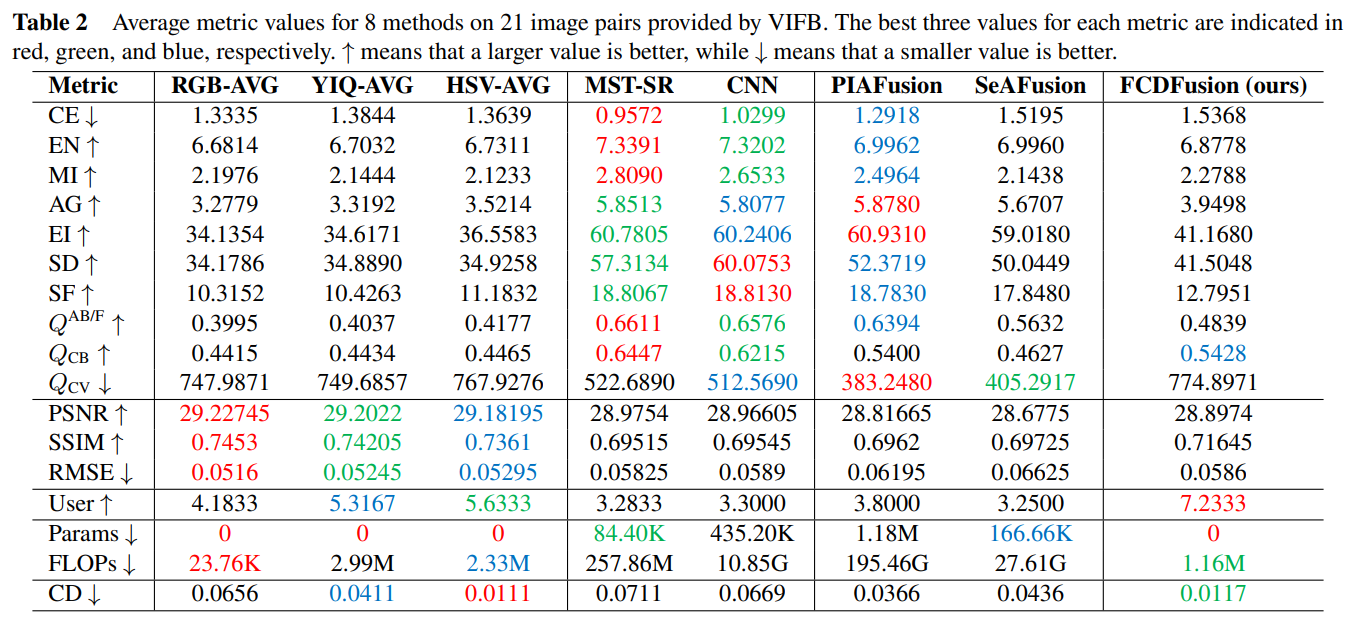 Table 2 Average metric values for 8 methods on 21 image pairs provided by VIFB. The best three values for each metric are indicated in
red, green, and blue, respectively. ↑ means that a larger value is better, while ↓ means that a smaller value is better.
Metric RGB-AVG YIQ-AVG HSV-AVG MST-SR CNN PIAFusion SeAFusion FCDFusion (ours)
CE ↓ 1.3335 1.3844 1.3639 0.9572 1.0299 1.2918 1.5195 1.5368
EN ↑ 6.6814 6.7032 6.7311 7.3391 7.3202 6.9962 6.9960 6.8778
MI ↑ 2.1976 2.1444 2.1233 2.8090 2.6533 2.4964 2.1438 2.2788
AG ↑ 3.2779 3.3192 3.5214 5.8513 5.8077 5.8780 5.6707 3.9498
EI ↑ 34.1354 34.6171 36.5583 60.7805 60.2406 60.9310 59.0180 41.1680
SD ↑ 34.1786 34.8890 34.9258 57.3134 60.0753 52.3719 50.0449 41.5048
SF ↑ 10.3152 10.4263 11.1832 18.8067 18.8130 18.7830 17.8480 12.7951
Q^AB/F ↑ 0.3995 0.4037 0.4177 0.6611 0.6576 0.6394 0.5632 0.4839
Q_CB ↑ 0.4415 0.4434 0.4465 0.6447 0.6215 0.5400 0.4627 0.5428
Q_CV ↓ 747.9871 749.6857 767.9276 522.6890 512.5690 383.2480 405.2917 774.8971
PSNR ↑ 29.22745 29.2022 29.18195 28.9754 28.96605 28.81665 28.6775 28.8974
SSIM ↑ 0.7453 0.74205 0.7361 0.69515 0.69545 0.6962 0.69725 0.71645
RMSE ↓ 0.0516 0.05245 0.05295 0.05825 0.0589 0.06195 0.06625 0.0586
User ↑ 4.1833 5.3167 5.6333 3.2833 3.3000 3.8000 3.2500 7.2333
Params ↓ 0 0 0 84.40K 435.20K 1.18M 166.66K 0
FLOPs ↓ 23.76K 2.99M 2.33M 257.86M 10.85G 195.46G 27.61G 1.16M
CD ↓ 0.0656 0.0411 0.0111 0.0711 0.0669 0.0366 0.0436 0.0117